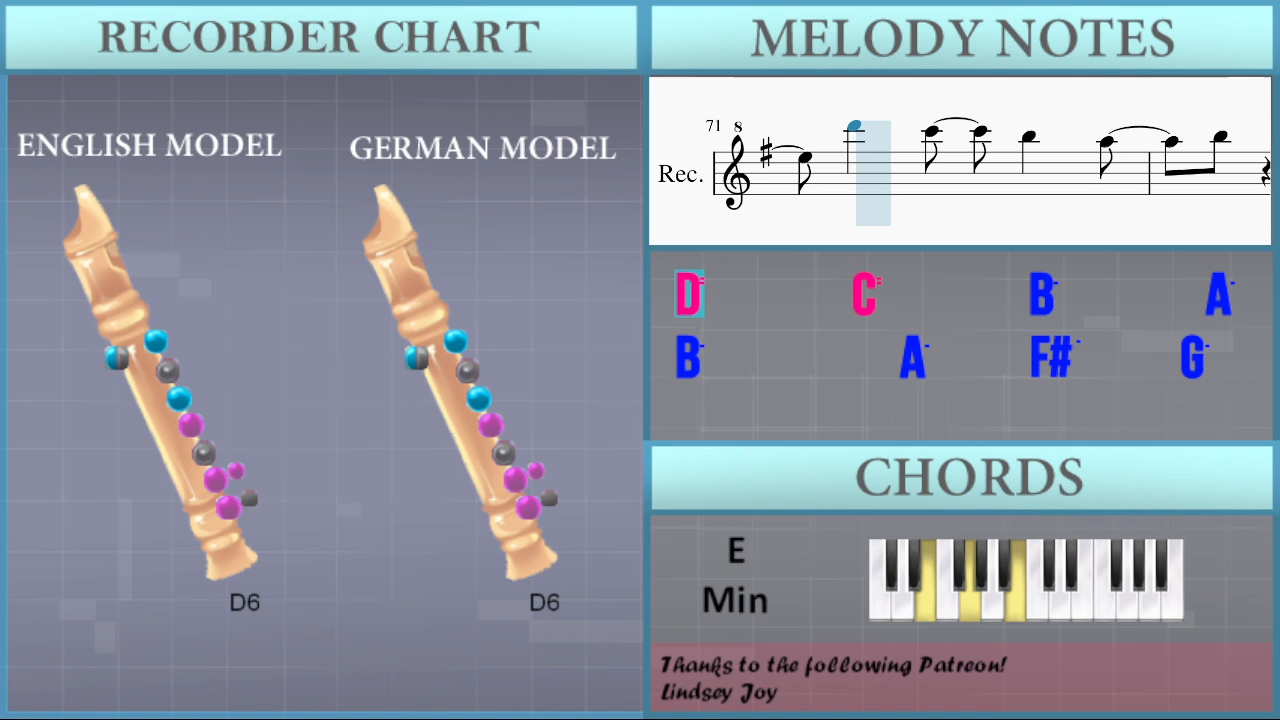 RECORDER CHART
ENGLISH MODEL
GERMAN MODEL
D6
D6
MELODY NOTES
71
8
Rec.
D" C" B' A'
B' A' F#' G'
CHORDS
E
Min
Thanks to the following Patreon!
Lindsey Joy